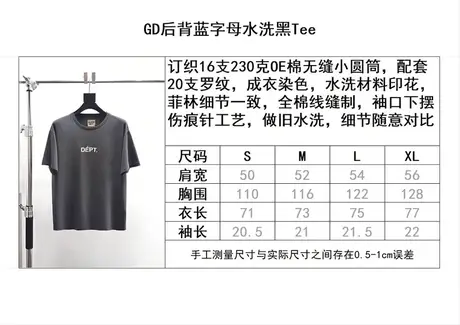 GD后背蓝字母水洗黑Tee
订织16支230克OE棉无缝小圆筒，配套
20支罗纹，成衣染色，水洗材料印花，
菲林细节一致，全棉线缝制，袖口下摆
伤痕针工艺，做旧水洗，细节随意对比
DÉPT.
尺码 S M L XL
肩宽 50 52 54 56
胸围 110 116 122 128
衣长 71 73 75 77
袖长 20.5 21 21.5 22
手工测量尺寸与实际尺寸之间存在0.5-1cm误差